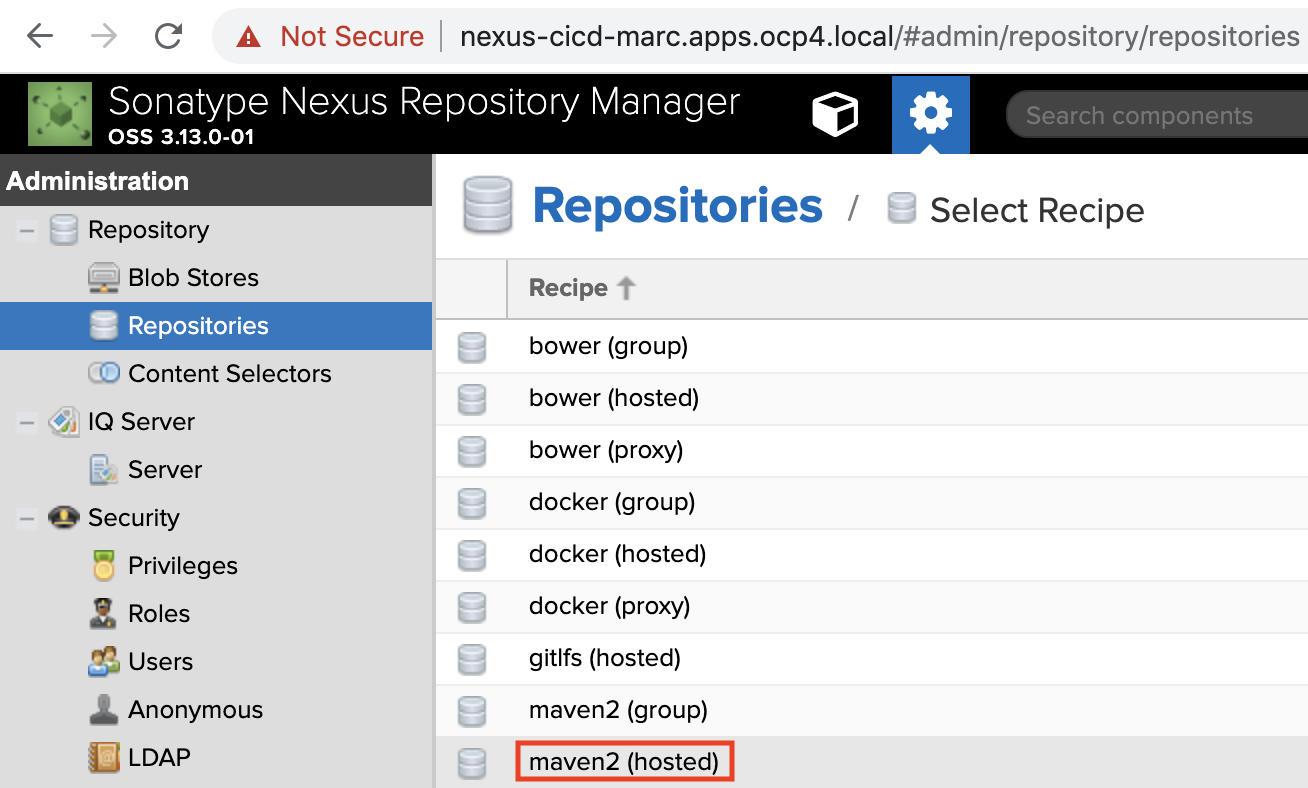 Not Secure
nexus-cicd-marc.apps.ocp4.local/#admin/repository/repositories
Sonatype Nexus Repository Manager
OSS 3.13.0-01
Search components
Administration
Repository
Blob Stores
Repositories
Content Selectors
IQ Server
Server
Security
Privileges
Roles
Users
Anonymous
LDAP
Repositories / Select Recipe
Recipe
bower (group)
bower (hosted)
bower (proxy)
docker (group)
docker (hosted)
docker (proxy)
gitlfs (hosted)
maven2 (group)
maven2 (hosted)